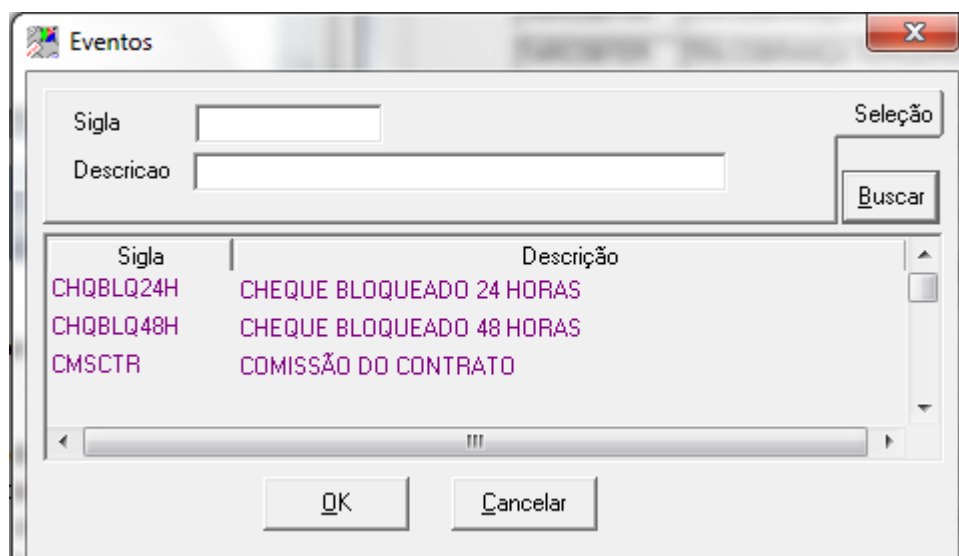 Eventos
Sigla
Seleção
Descricao
Buscar
Sigla Descrição
CHQBLQ24H CHEQUE BLOQUEADO 24 HORAS
CHQBLQ48H CHEQUE BLOQUEADO 48 HORAS
CMSCTR COMISSÃO DO CONTRATO
OK Cancelar